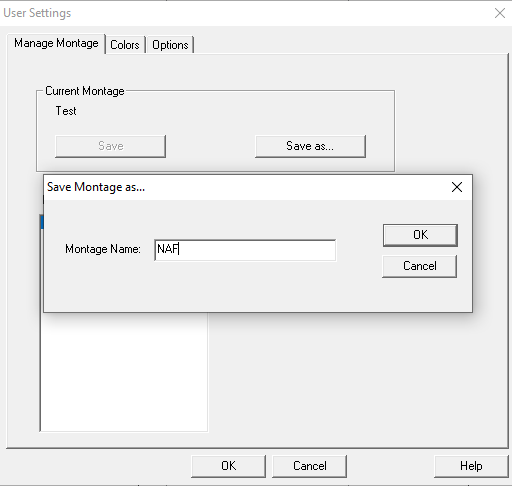 User Settings
Manage Montage
Colors
Options
Current Montage
Test
Save
Save as...
Save Montage as...
Montage Name:
NAF
OK
Cancel
OK
Cancel
Help